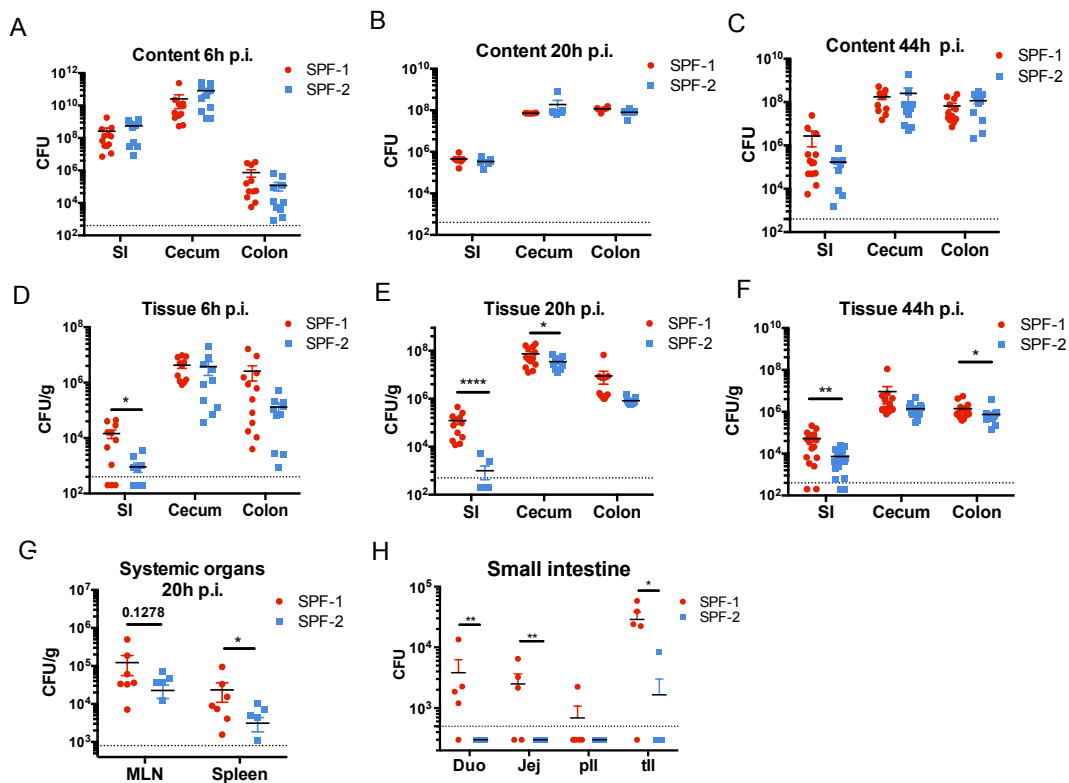 A
Content 6h p.i.
SPF-1
SPF-2
CFU
10^12
10^10
10^8
10^6
10^4
10^2
SI Cecum Colon
B
Content 20h p.i.
SPF-1
SPF-2
CFU
10^10
10^8
10^6
10^4
10^2
SI Cecum Colon
C
Content 44h p.i.
SPF-1
SPF-2
CFU
10^10
10^8
10^6
10^4
10^2
SI Cecum Colon
D
Tissue 6h p.i.
SPF-1
SPF-2
CFU/g
10^8
10^6
10^4
10^2
*
SI Cecum Colon
E
Tissue 20h p.i.
SPF-1
SPF-2
CFU/g
10^8
10^6
10^4
10^2
****
*
SI Cecum Colon
F
Tissue 44h p.i.
SPF-1
SPF-2
CFU/g
10^10
10^8
10^6
10^4
10^2
**
*
SI Cecum Colon
G
Systemic organs
20h p.i.
SPF-1
SPF-2
CFU/g
10^7
10^6
10^5
10^4
10^3
0.1278
*
MLN Spleen
H
Small intestine
SPF-1
SPF-2
CFU
10^5
10^4
10^3
**
**
*
Duo Jej pIl tIl